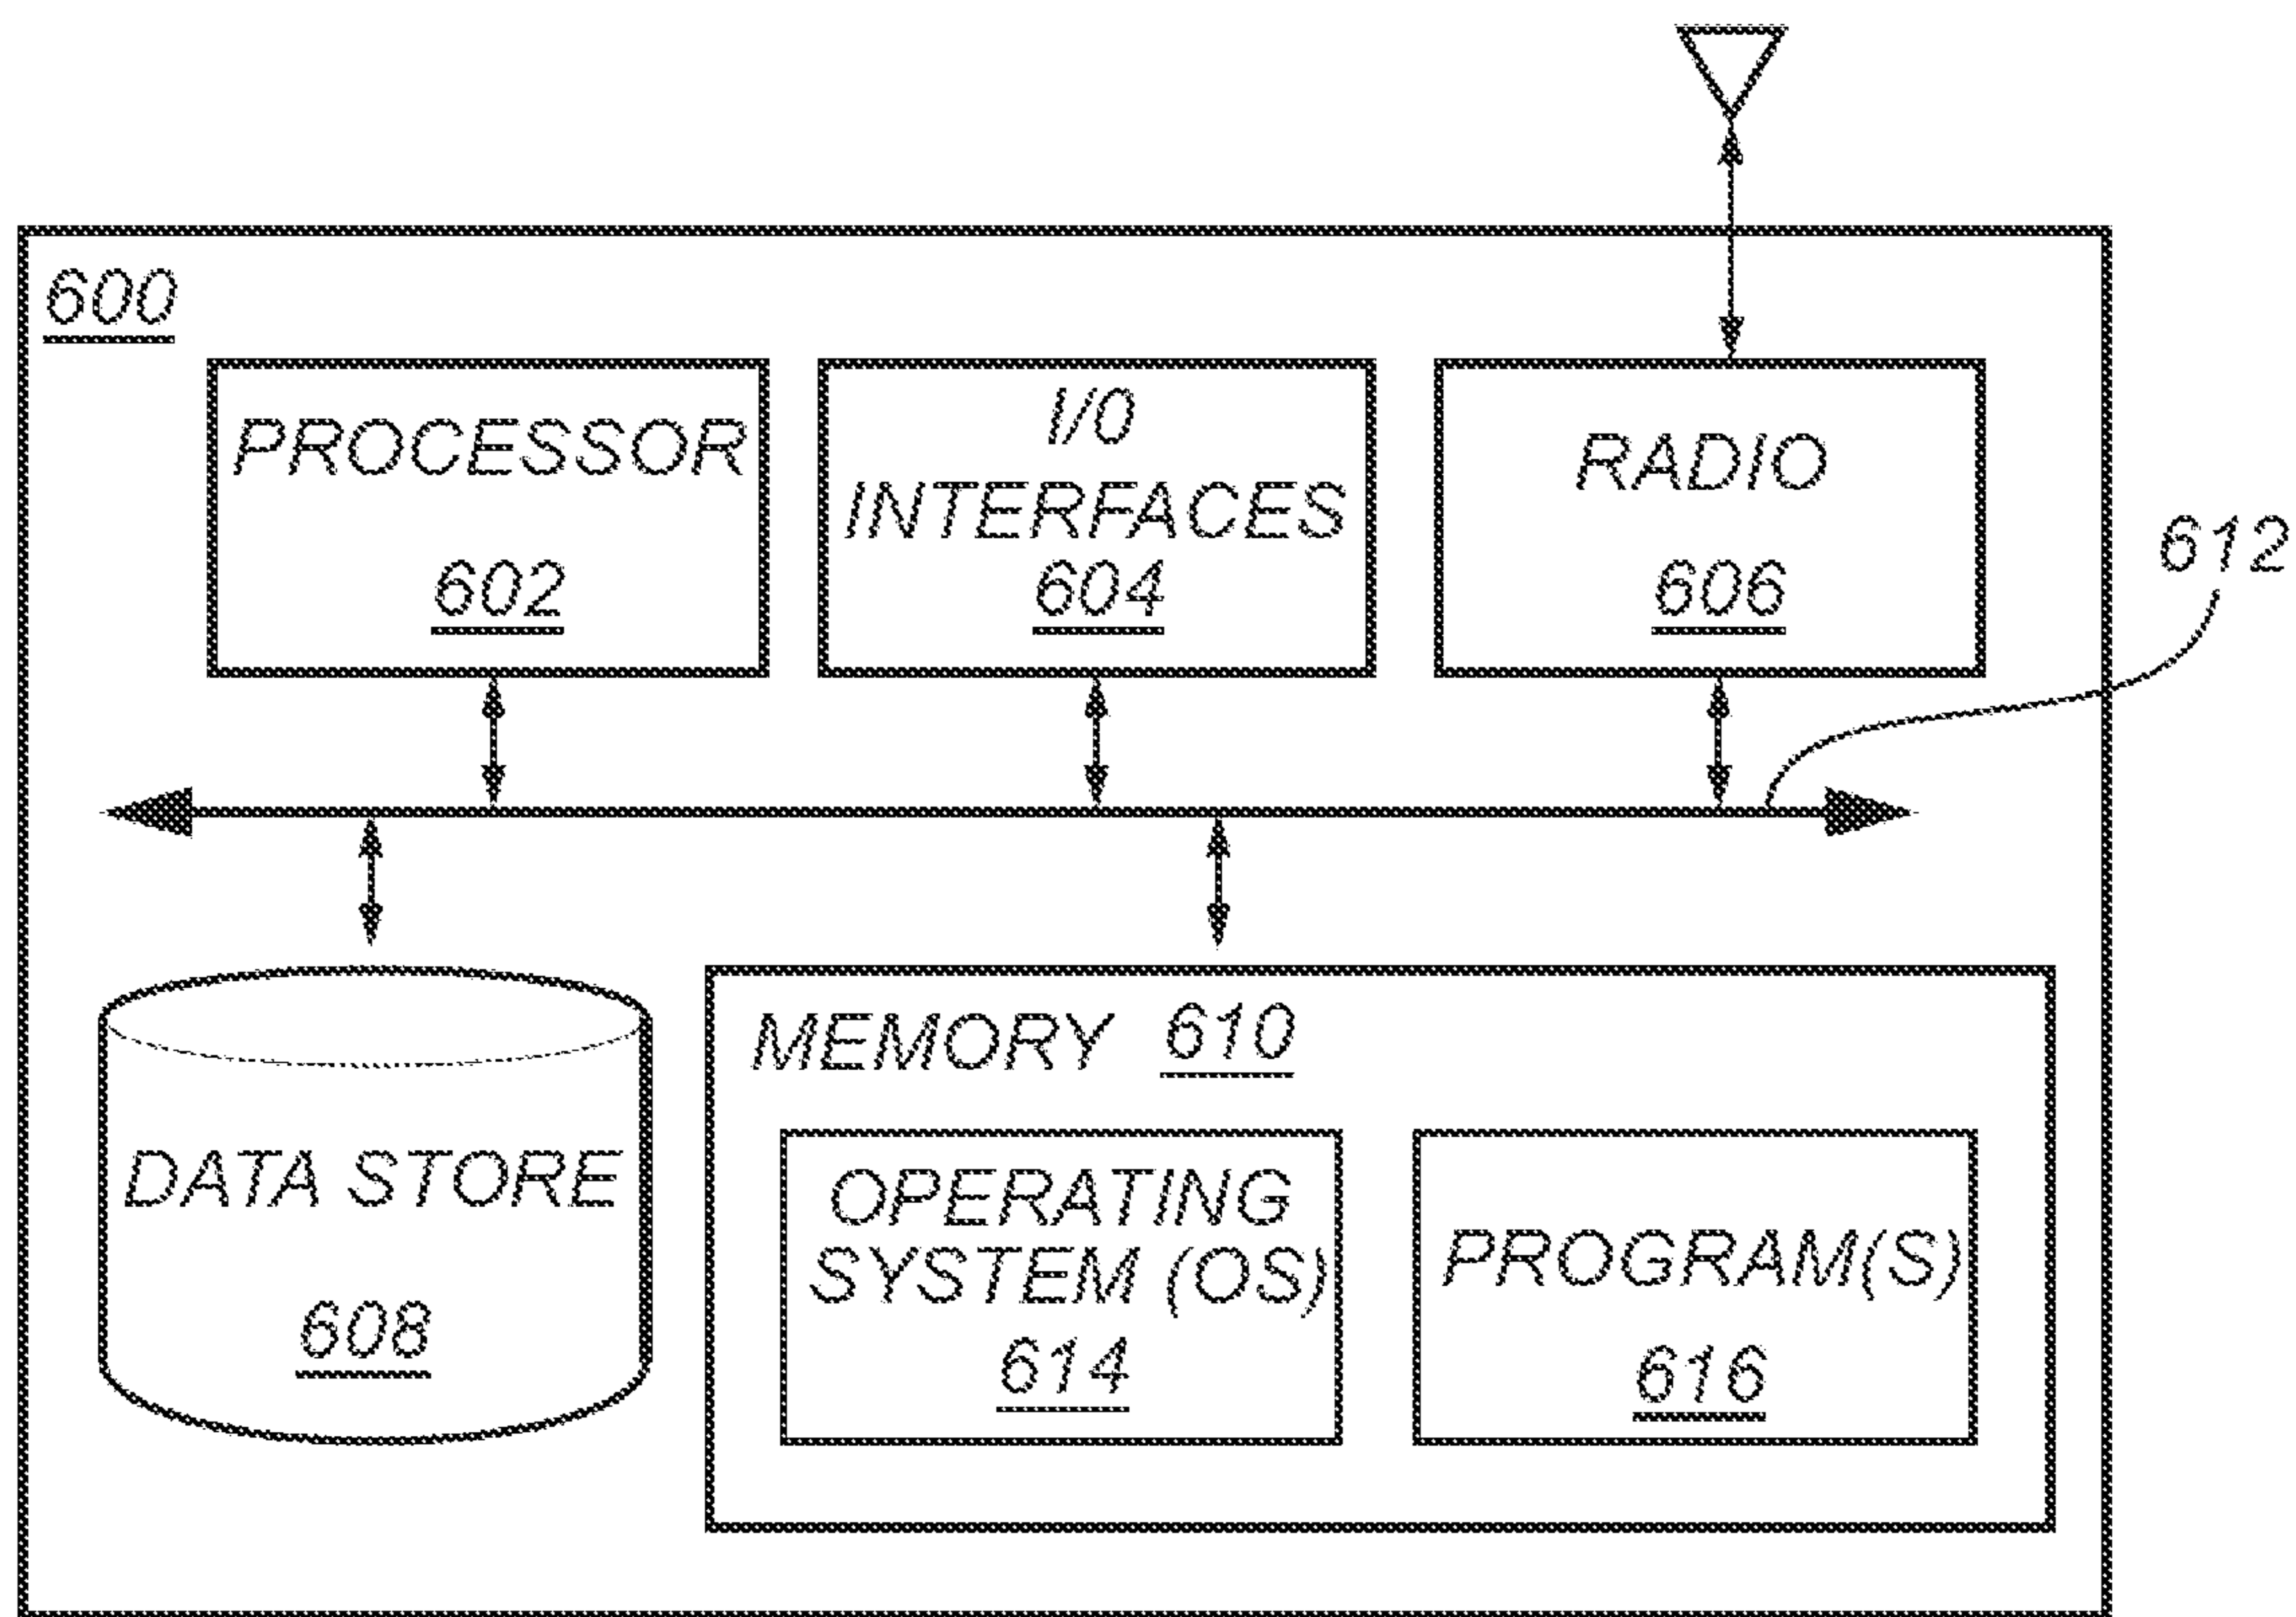 600
PROCESSOR
602
I/O
INTERFACES
604
RADIO
606
612
DATA STORE
608
MEMORY 610
OPERATING
SYSTEM (OS)
614
PROGRAM(S)
616